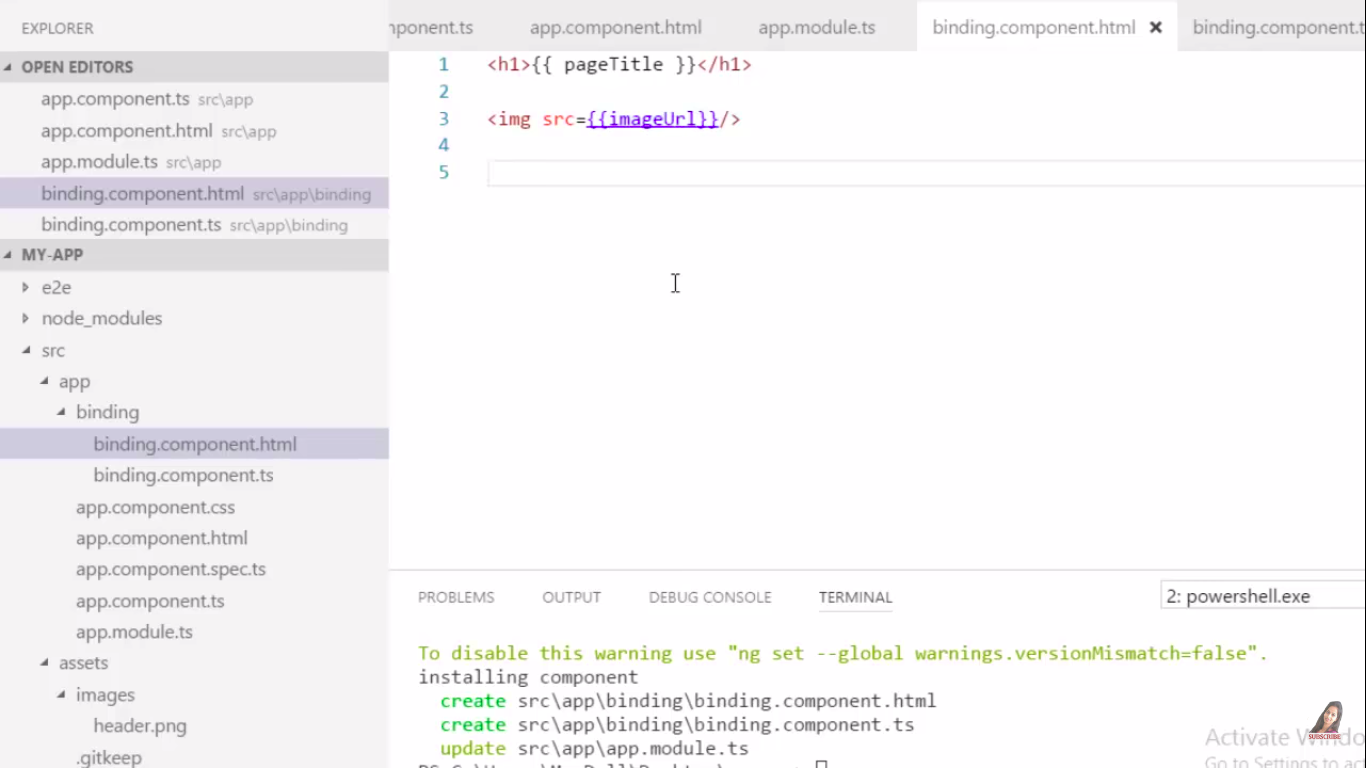 EXPLORER
OPEN EDITORS
app.component.ts src\app
app.component.html src\app
app.module.ts src\app
binding.component.html src\app\binding
binding.component.ts src\app\binding
MY-APP
e2e
node_modules
src
app
binding
binding.component.html
binding.component.ts
app.component.css
app.component.html
app.component.spec.ts
app.component.ts
app.module.ts
assets
images
header.png
.gitkeep
nponent.ts app.component.html app.module.ts binding.component.html × binding.component.t
1 <h1>{{ pageTitle }}</h1>
2
3 <img src={{imageUrl}}/>
4
5
PROBLEMS OUTPUT DEBUG CONSOLE TERMINAL 2: powershell.exe
To disable this warning use "ng set --global warnings.versionMismatch=false".
installing component
create src\app\binding\binding.component.html
create src\app\binding\binding.component.ts
update src\app\app.module.ts
Activate Windo
Go to Settings to ac
SUBSCRIBE